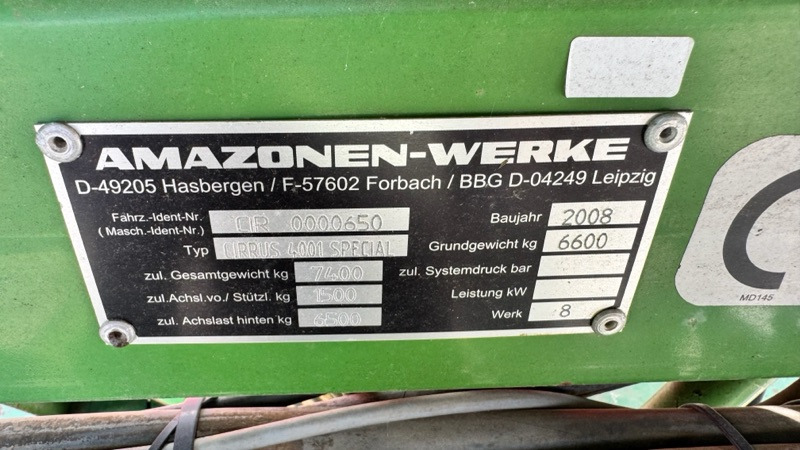 AMAZONEN-WERKE
D-49205 Hasbergen / F-57602 Forbach / BBG D-04249 Leipzig
Fahrz.-Ident-Nr.
(Masch.-Ident-Nr.) CIR 0000650
Typ CIRRUS 4001 SPECIAL
zul. Gesamtgewicht kg 7400
zul.Achsl.vo./ Stützl. kg 1500
zul. Achslast hinten kg 6500
Baujahr 2008
Grundgewicht kg 6600
zul. Systemdruck bar
Leistung kW
Werk 8
MD145